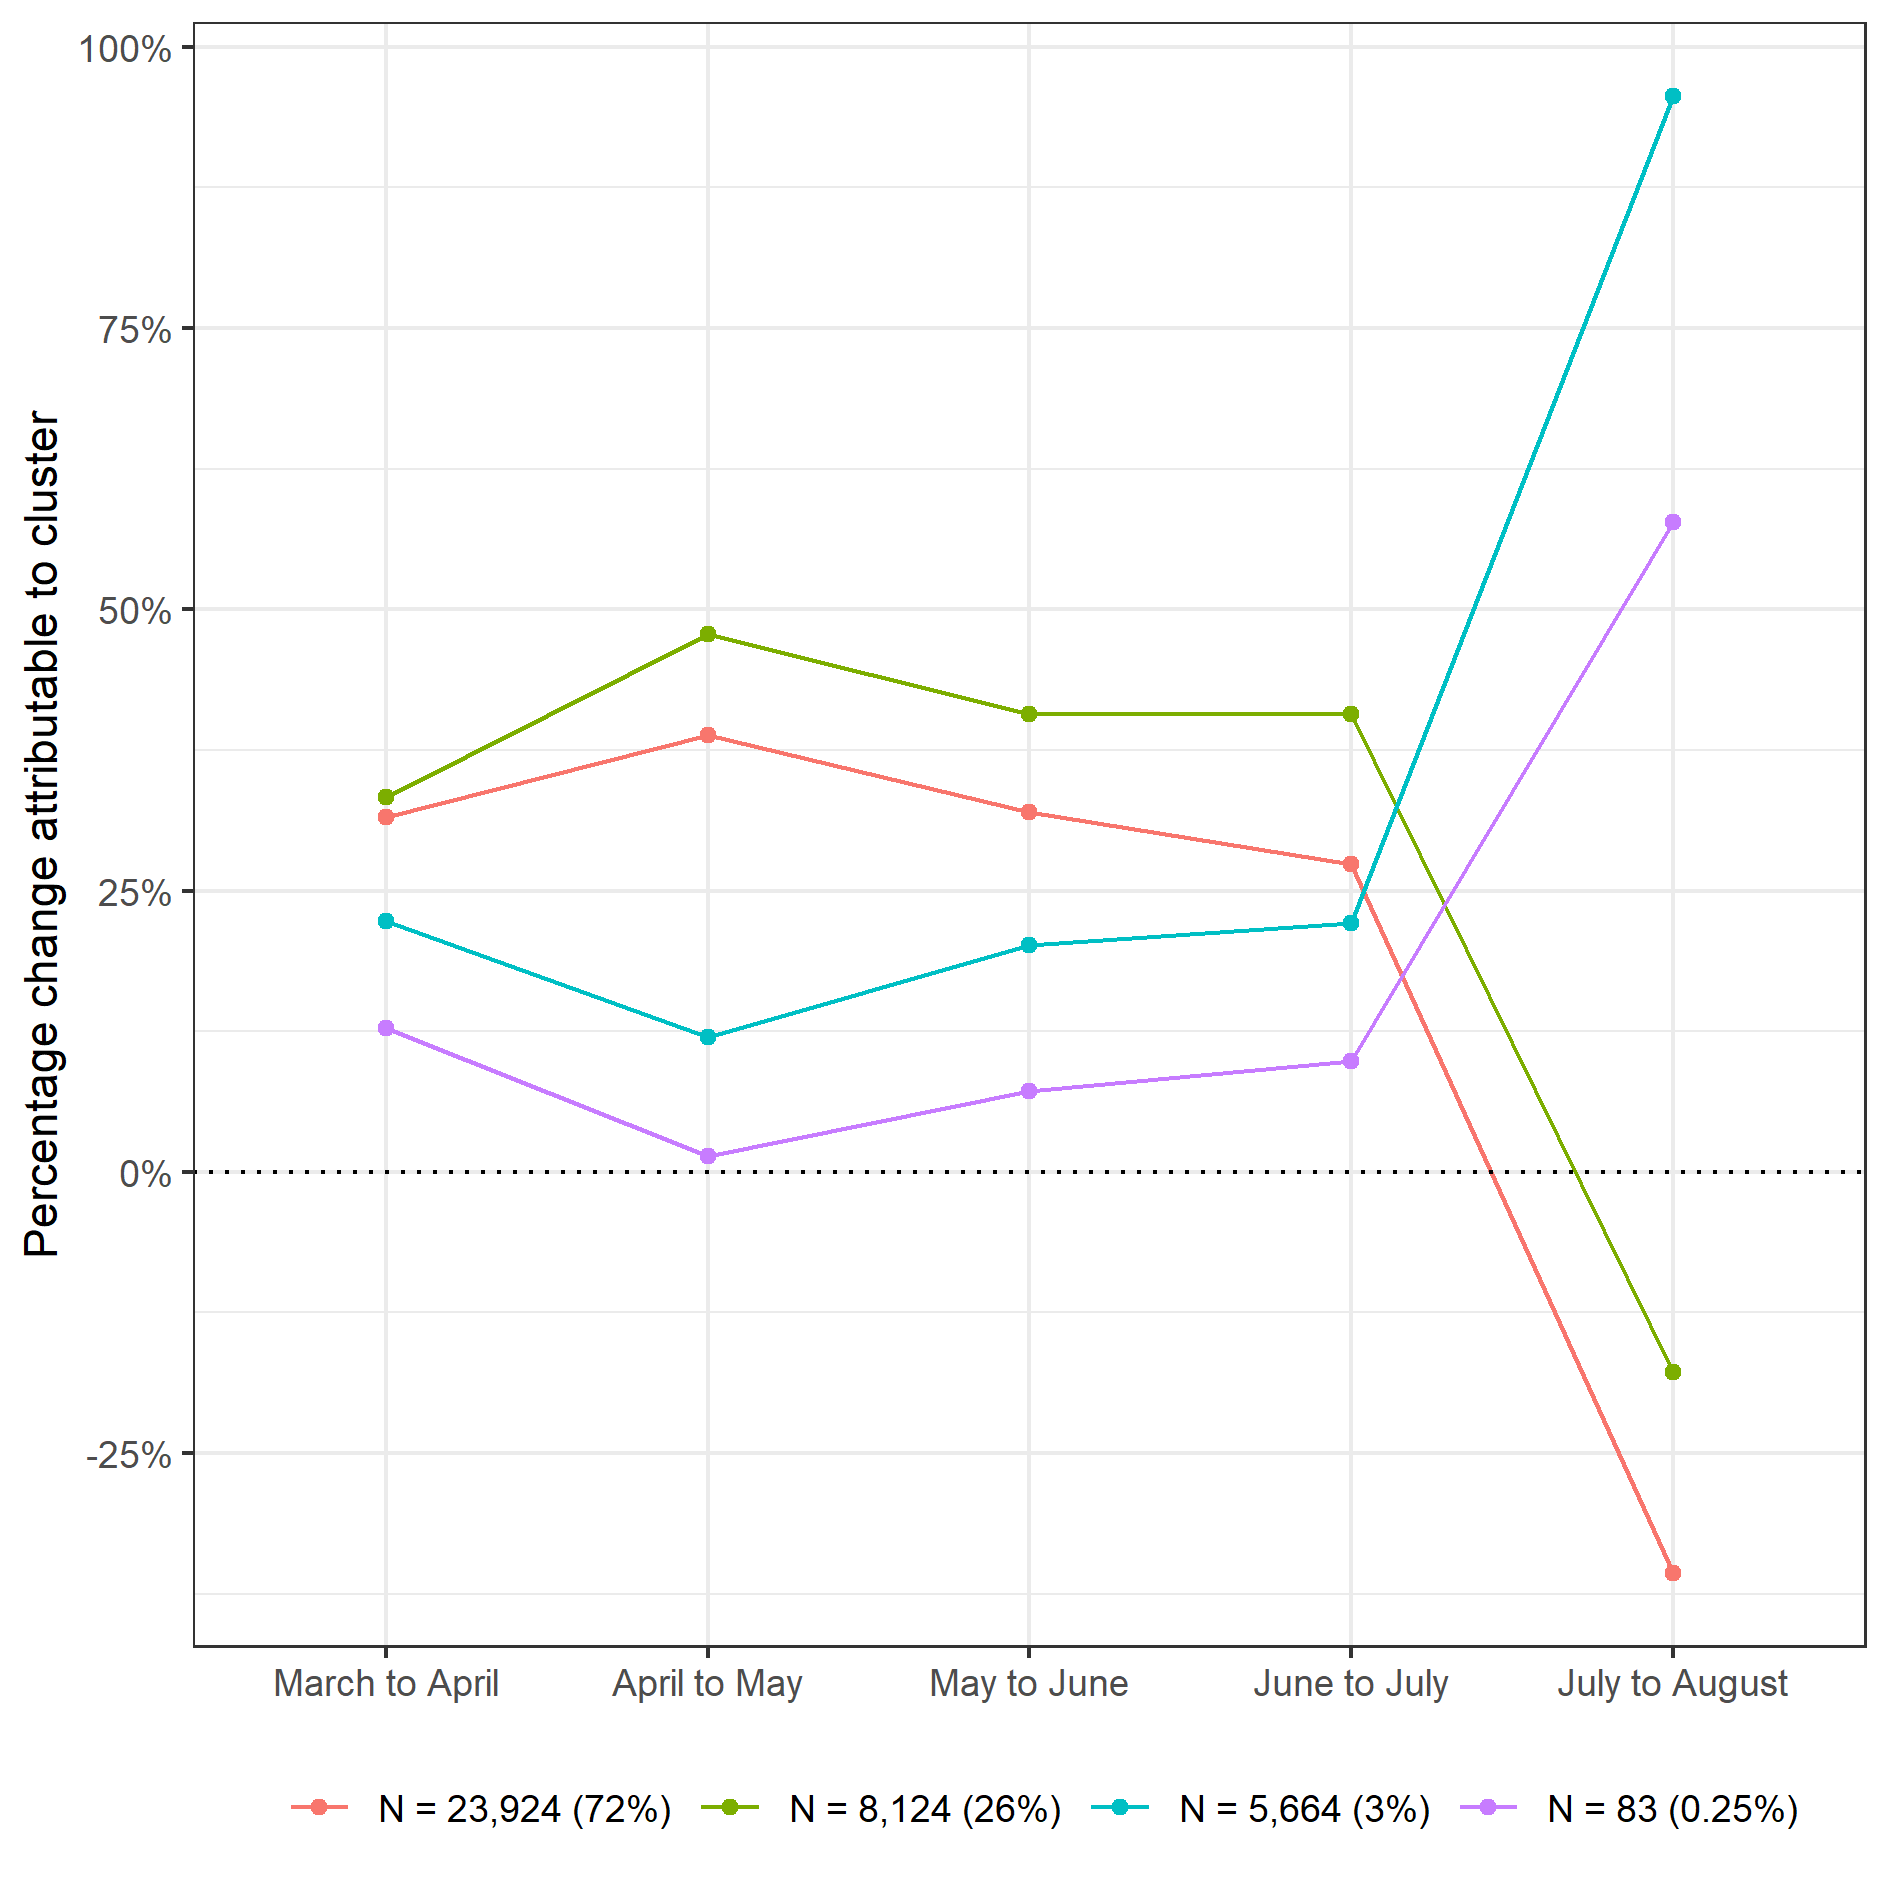 Percentage change attributable to cluster
100%
75%
50%
25%
0%
-25%
March to April April to May May to June June to July July to August
N = 23,924 (72%) N = 8,124 (26%) N = 5,664 (3%) N = 83 (0.25%)